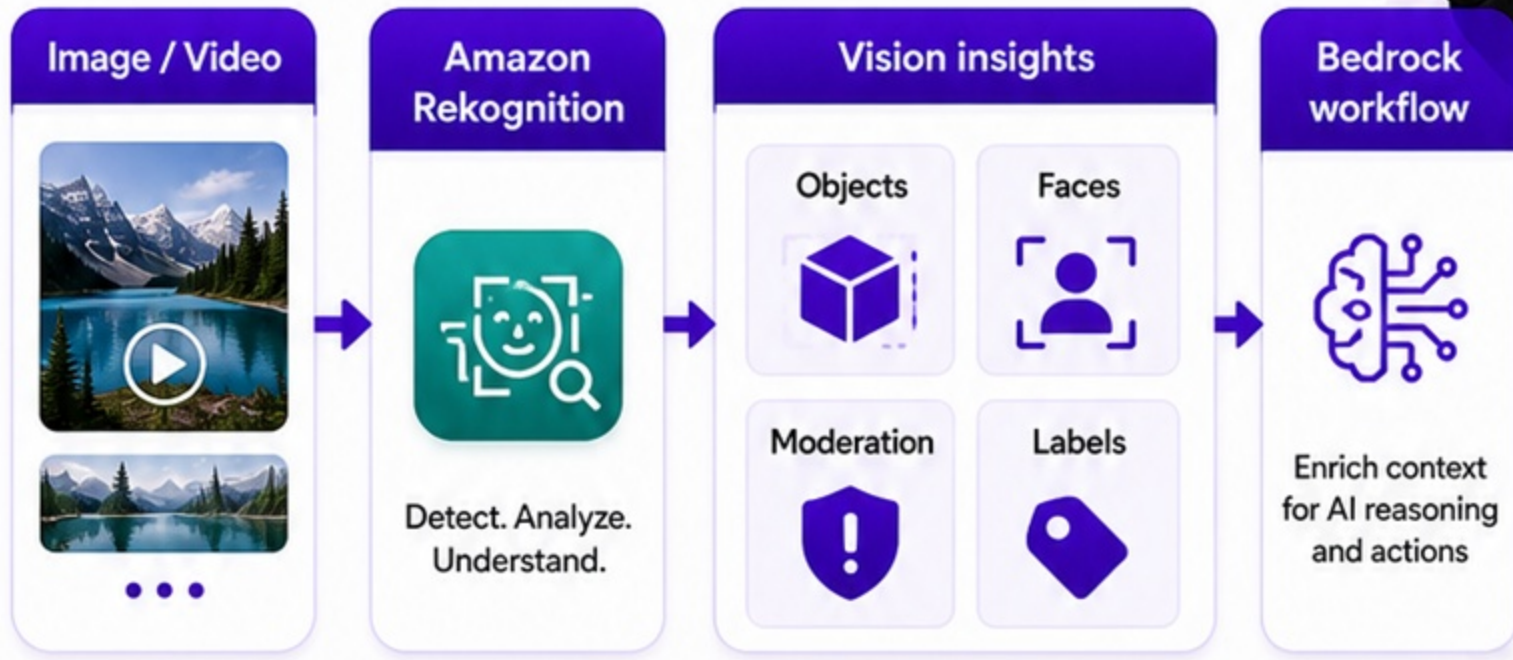 Image / Video
Amazon
Rekognition
Detect. Analyze.
Understand.
Vision insights
Objects
Faces
Moderation
Labels
Bedrock
workflow
Enrich context
for AI reasoning
and actions